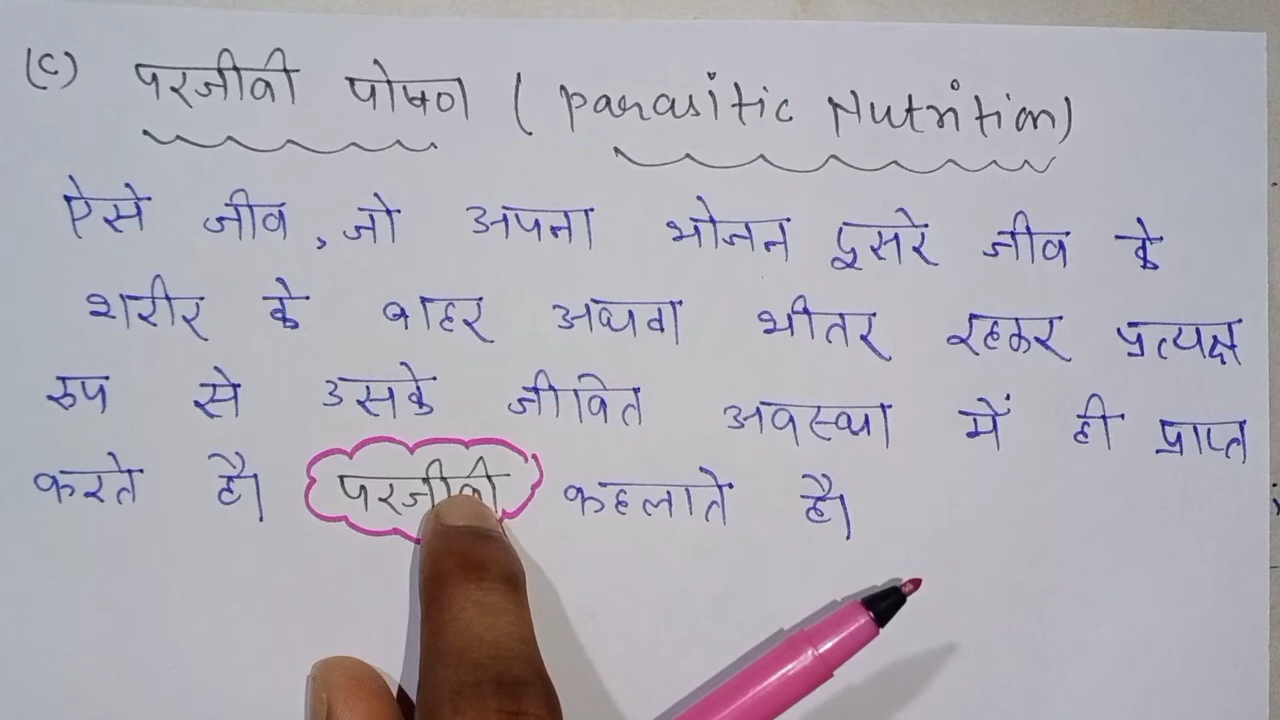 (C) परजीवी पोषण ( Parasitic Nutrition)
ऐसे जीव, जो अपना भोजन दूसरे जीव के
शरीर के बाहर अथवा भीतर रहकर प्रत्यक्ष
रुप से उसके जीवित अवस्था में ही प्राप्त
करते है। परजीवी कहलाते है।